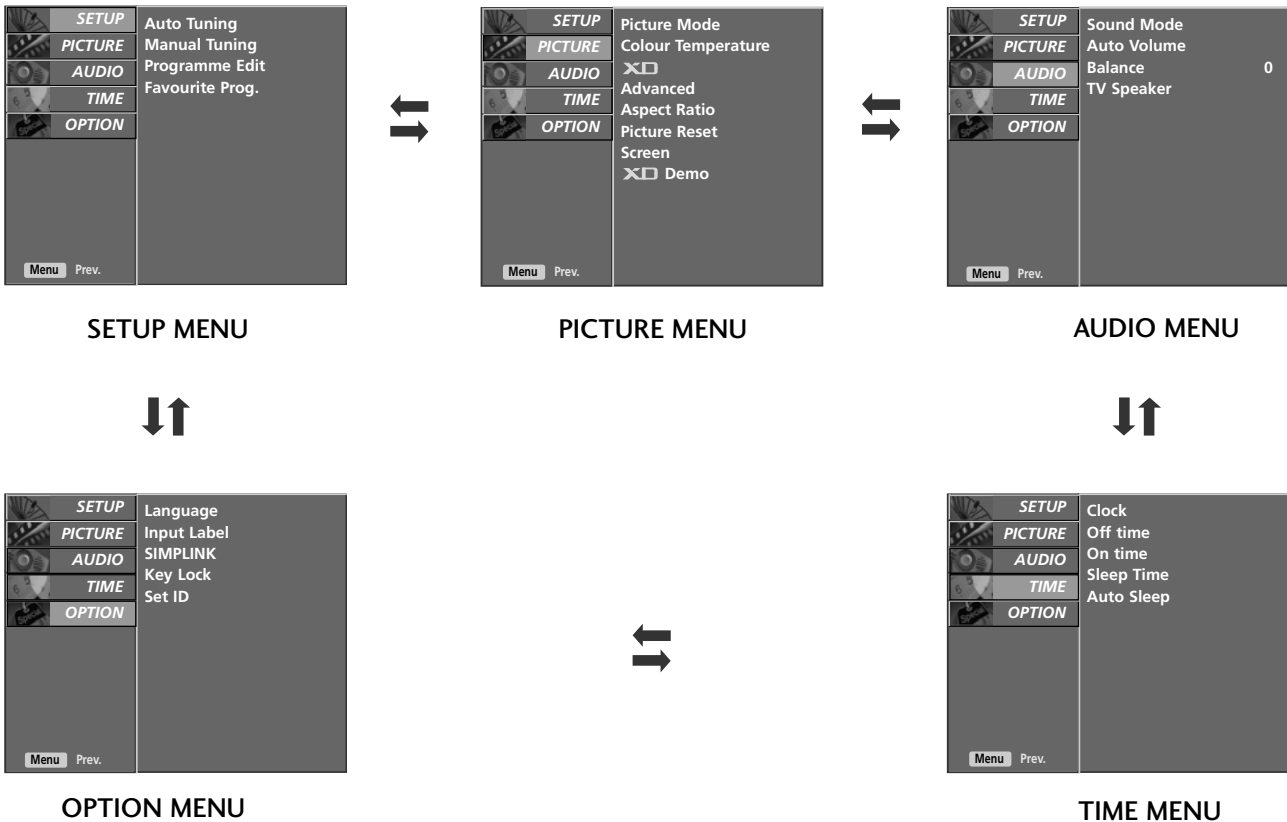 SETUP
PICTURE
AUDIO
TIME
OPTION
Auto Tuning
Manual Tuning
Programme Edit
Favourite Prog.
Menu Prev.
SETUP MENU
SETUP
PICTURE
AUDIO
TIME
OPTION
Picture Mode
Colour Temperature
XD
Advanced
Aspect Ratio
Picture Reset
Screen
XD Demo
Menu Prev.
PICTURE MENU
SETUP
PICTURE
AUDIO
TIME
OPTION
Sound Mode
Auto Volume
Balance 0
TV Speaker
Menu Prev.
AUDIO MENU
SETUP
PICTURE
AUDIO
TIME
OPTION
Language
Input Label
SIMPLINK
Key Lock
Set ID
Menu Prev.
OPTION MENU
SETUP
PICTURE
AUDIO
TIME
OPTION
Clock
Off time
On time
Sleep Time
Auto Sleep
Menu Prev.
TIME MENU